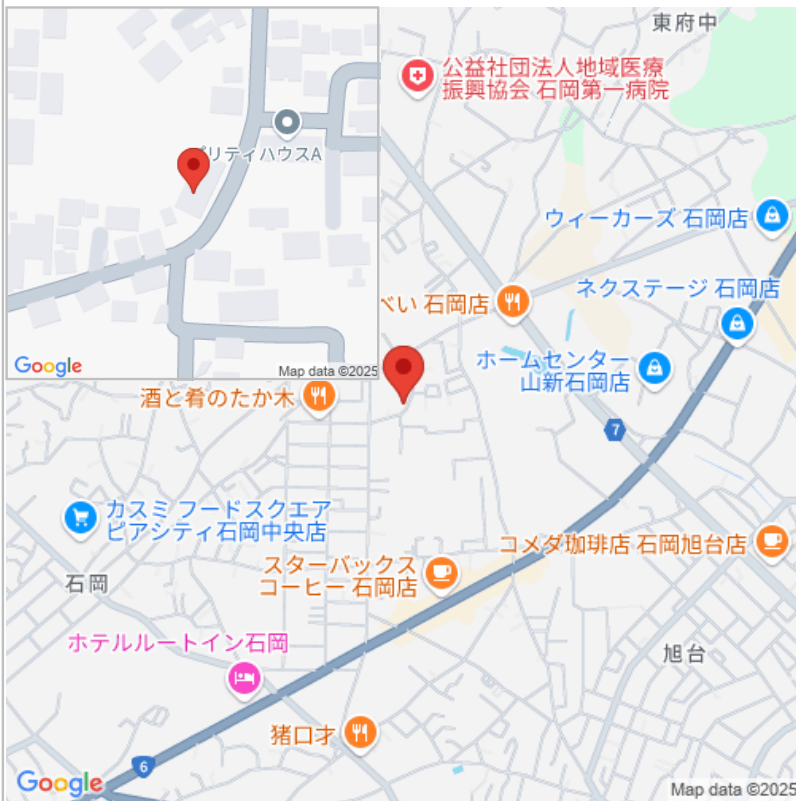 東府中
公益社団法人地域医療
振興協会 石岡第一病院
プリティハウスA
ウィーカーズ 石岡店
ネクステージ 石岡店
べい 石岡店
ホームセンター
山新石岡店
Google
Map data ©2025
酒と肴のたか木
7
カスミ フードスクエア
ピアシティ石岡中央店
コメダ珈琲店 石岡旭台店
スターバックス
コーヒー 石岡店
石岡
ホテルルートイン石岡
旭台
猪口才
6
Google
Map data ©2025